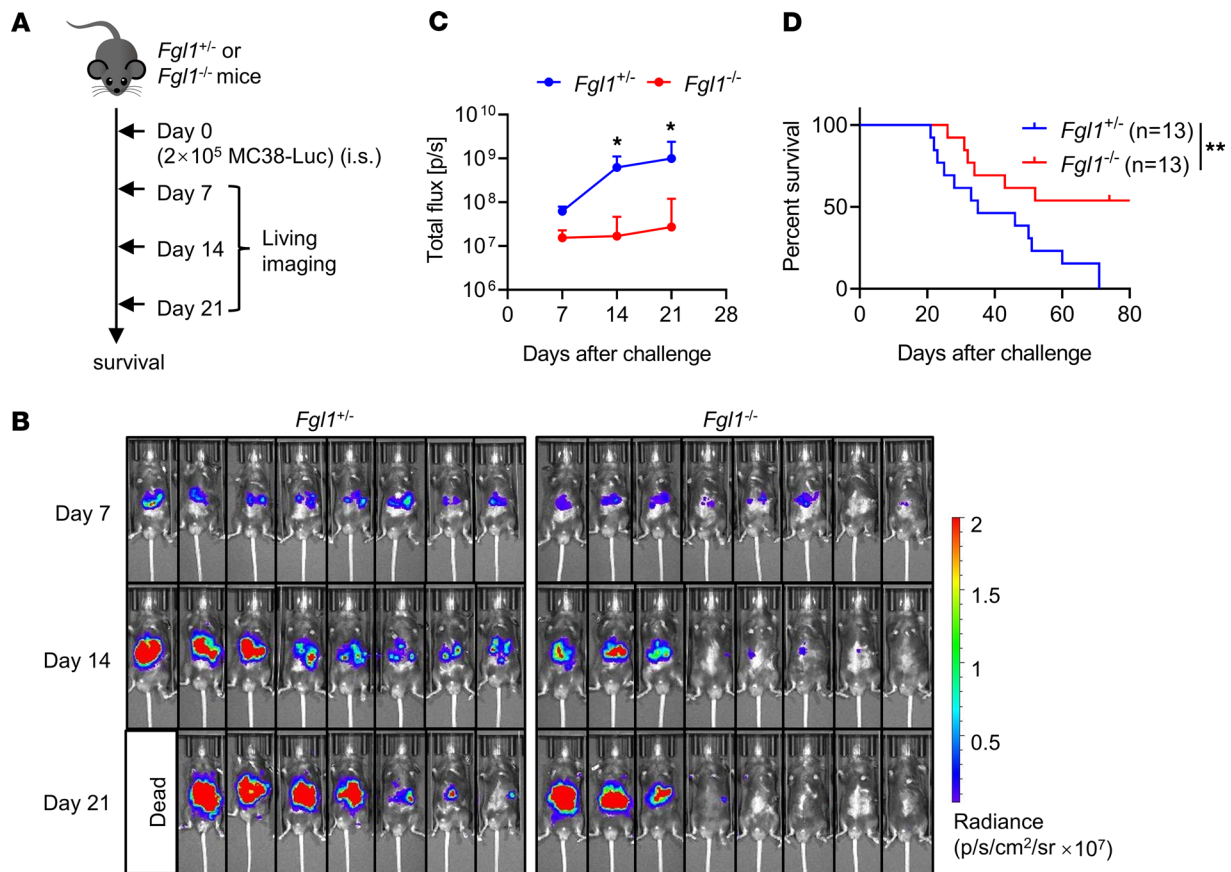 A
Fgl1+/- or
Fgl1-/- mice
Day 0
(2×10⁵ MC38-Luc) (i.s.)
Day 7
Day 14
Day 21
Living
imaging
survival
C
Fgl1+/- Fgl1-/-
Total flux [p/s]
10¹⁰
10⁹
10⁸
10⁷
10⁶
* *
0 7 14 21 28
Days after challenge
D
Percent survival
100
50
0
Fgl1+/- (n=13)
Fgl1-/- (n=13)
**
0 20 40 60 80
Days after challenge
B
Fgl1+/- Fgl1-/-
Day 7
Day 14
Day 21
Dead
2
1.5
1
0.5
Radiance
(p/s/cm²/sr ×10⁷)